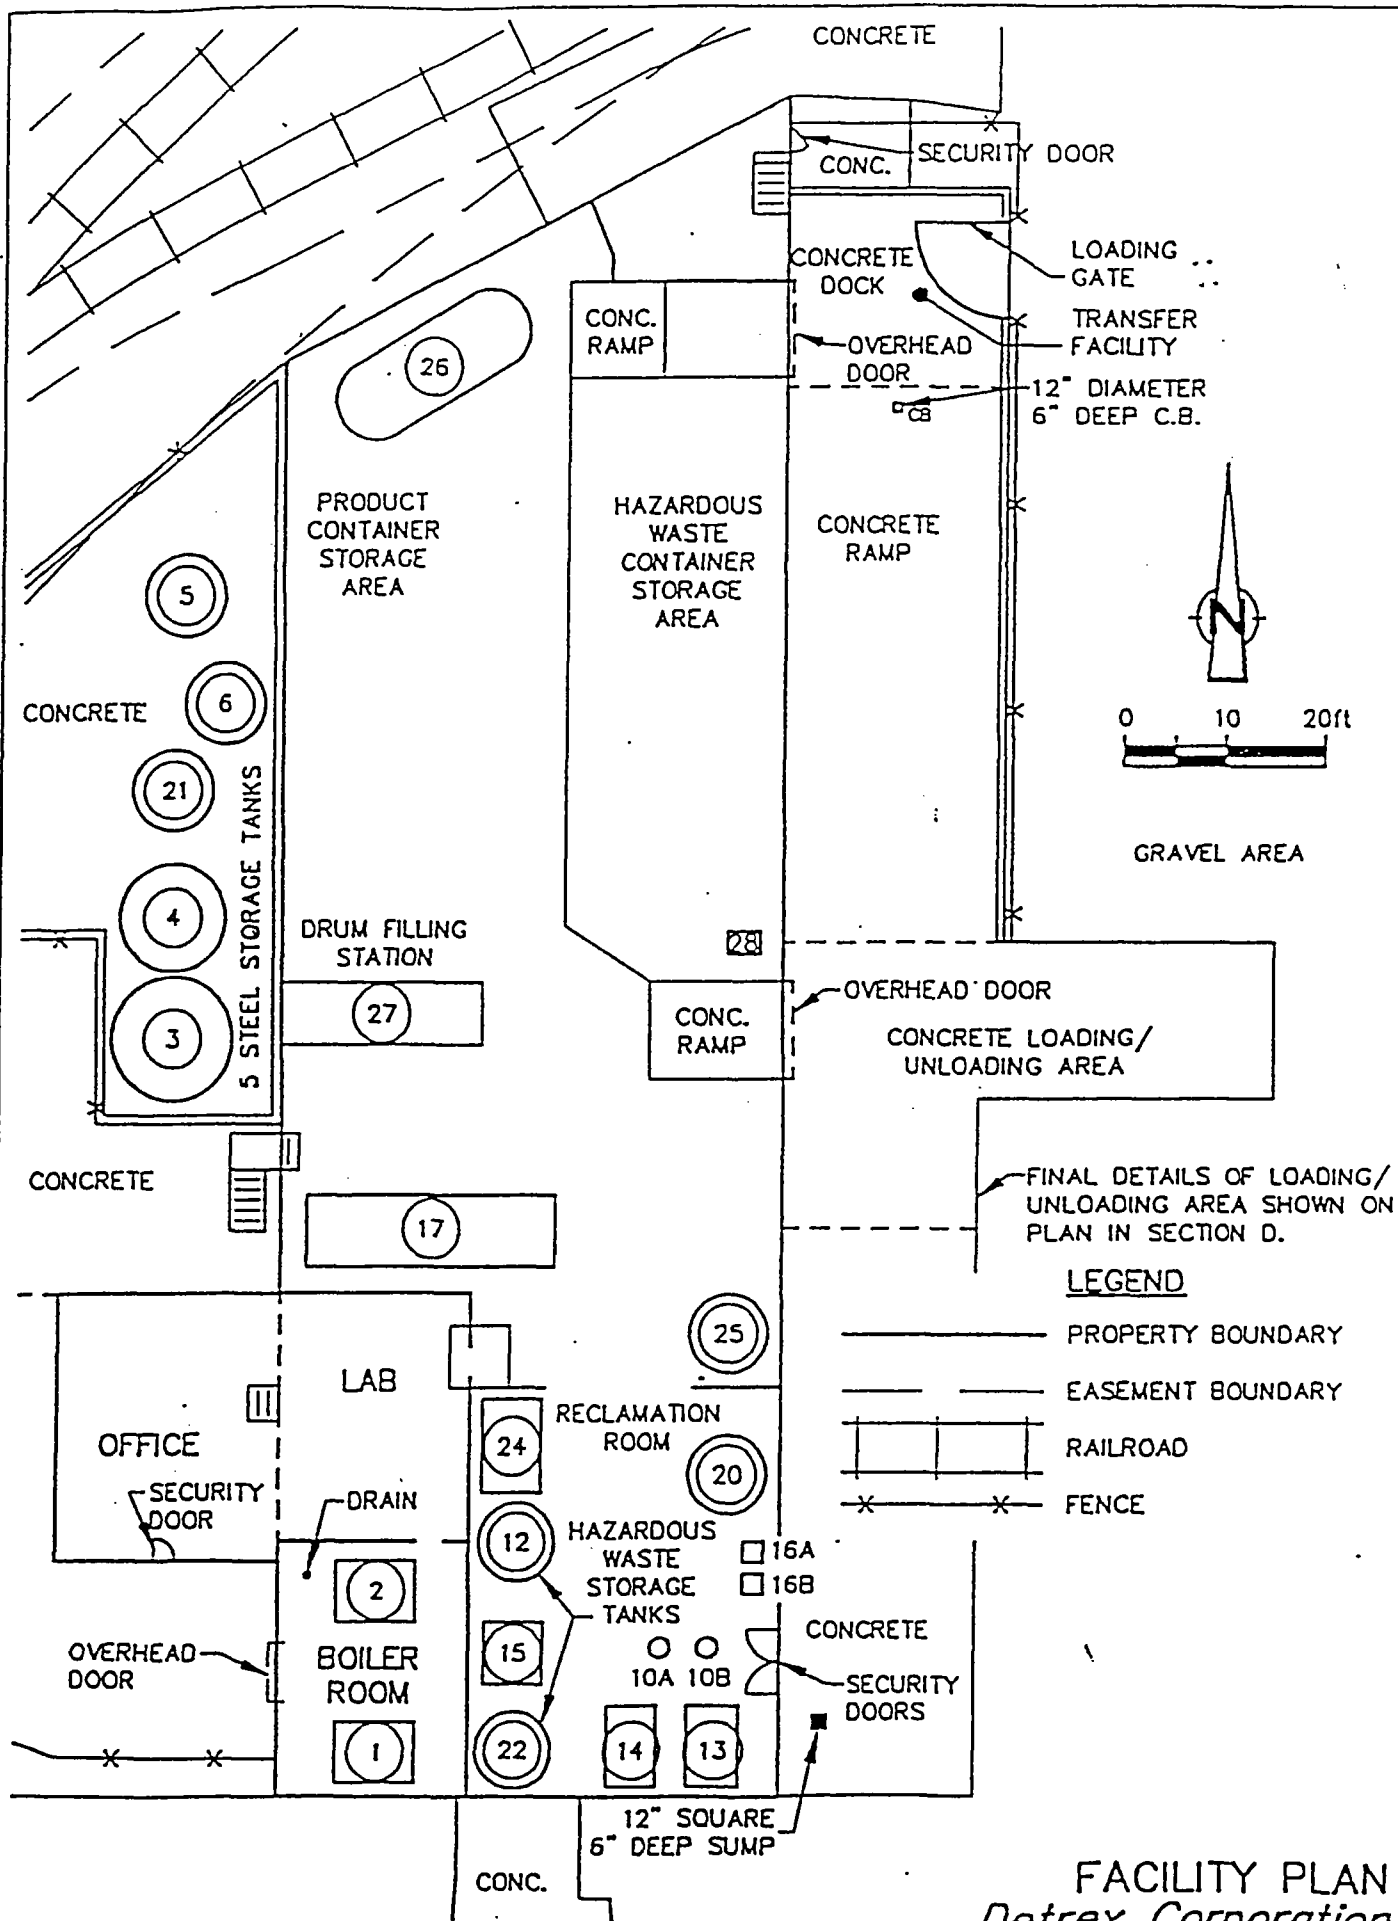 CONCRETE
SECURITY DOOR
CONC.
LOADING
GATE
CONCRETE
DOCK
TRANSFER
FACILITY
CONC.
RAMP
OVERHEAD
DOOR
26
12" DIAMETER
6" DEEP C.B.
CB
PRODUCT
CONTAINER
STORAGE
AREA
HAZARDOUS
WASTE
CONTAINER
STORAGE
AREA
CONCRETE
RAMP
N
5
6
CONCRETE
0 10 20ft
21
5 STEEL STORAGE TANKS
GRAVEL AREA
4
DRUM FILLING
STATION
28
27
3
OVERHEAD DOOR
CONC.
RAMP
CONCRETE LOADING/
UNLOADING AREA
CONCRETE
FINAL DETAILS OF LOADING/
UNLOADING AREA SHOWN ON
PLAN IN SECTION D.
17
LEGEND
25
PROPERTY BOUNDARY
LAB
EASEMENT BOUNDARY
RECLAMATION
ROOM
OFFICE
24
RAILROAD
20
SECURITY
DOOR
DRAIN
FENCE
12
HAZARDOUS
WASTE
STORAGE
TANKS
16A
16B
2
CONCRETE
OVERHEAD
DOOR
BOILER
ROOM
15
10A 10B
SECURITY
DOORS
1
22
14
13
12" SQUARE
6" DEEP SUMP
CONC.
FACILITY PLAN
Detrex Corporation